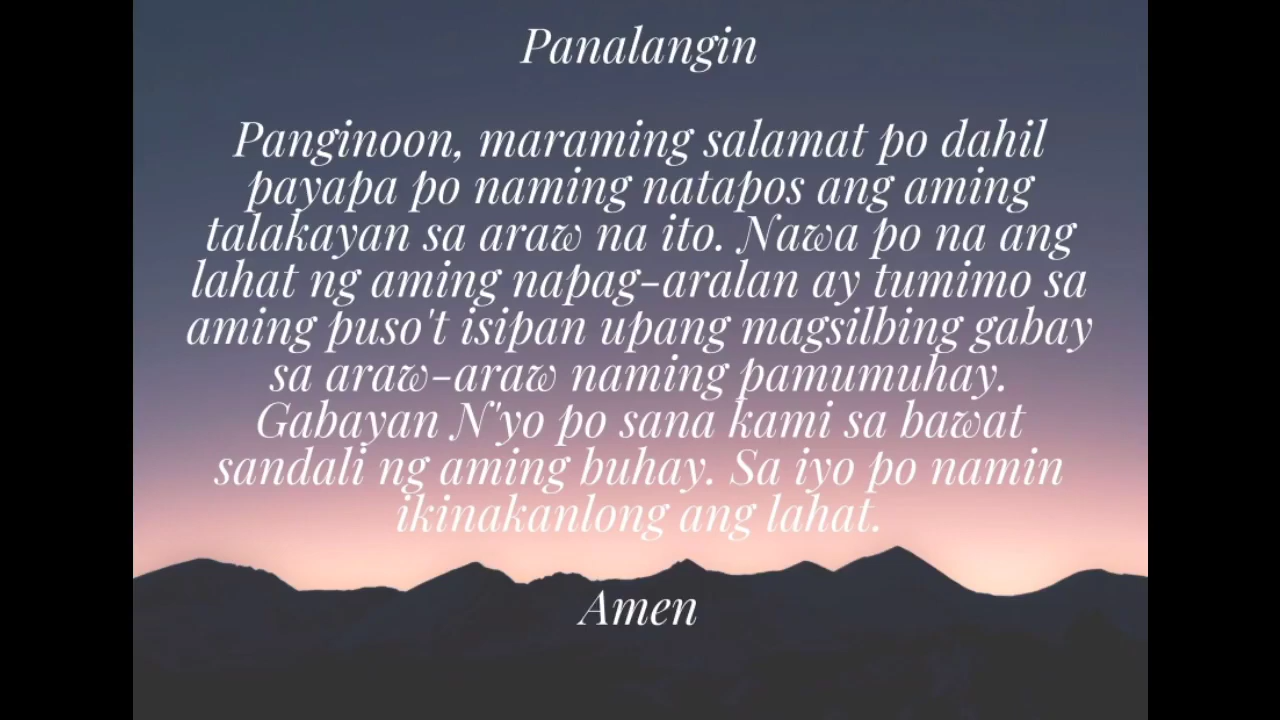 Panalangin
Panginoon, maraming salamat po dahil
payapa po naming natapos ang aming
talakayan sa araw na ito. Nawa po na ang
lahat ng aming napag-aralan ay tumimo sa
aming puso't isipan upang magsilbing gabay
sa araw-araw naming pamumuhay.
Gabayan N'yo po sana kami sa bawat
sandali ng aming buhay. Sa iyo po namin
ikinakanlong ang lahat.
Amen